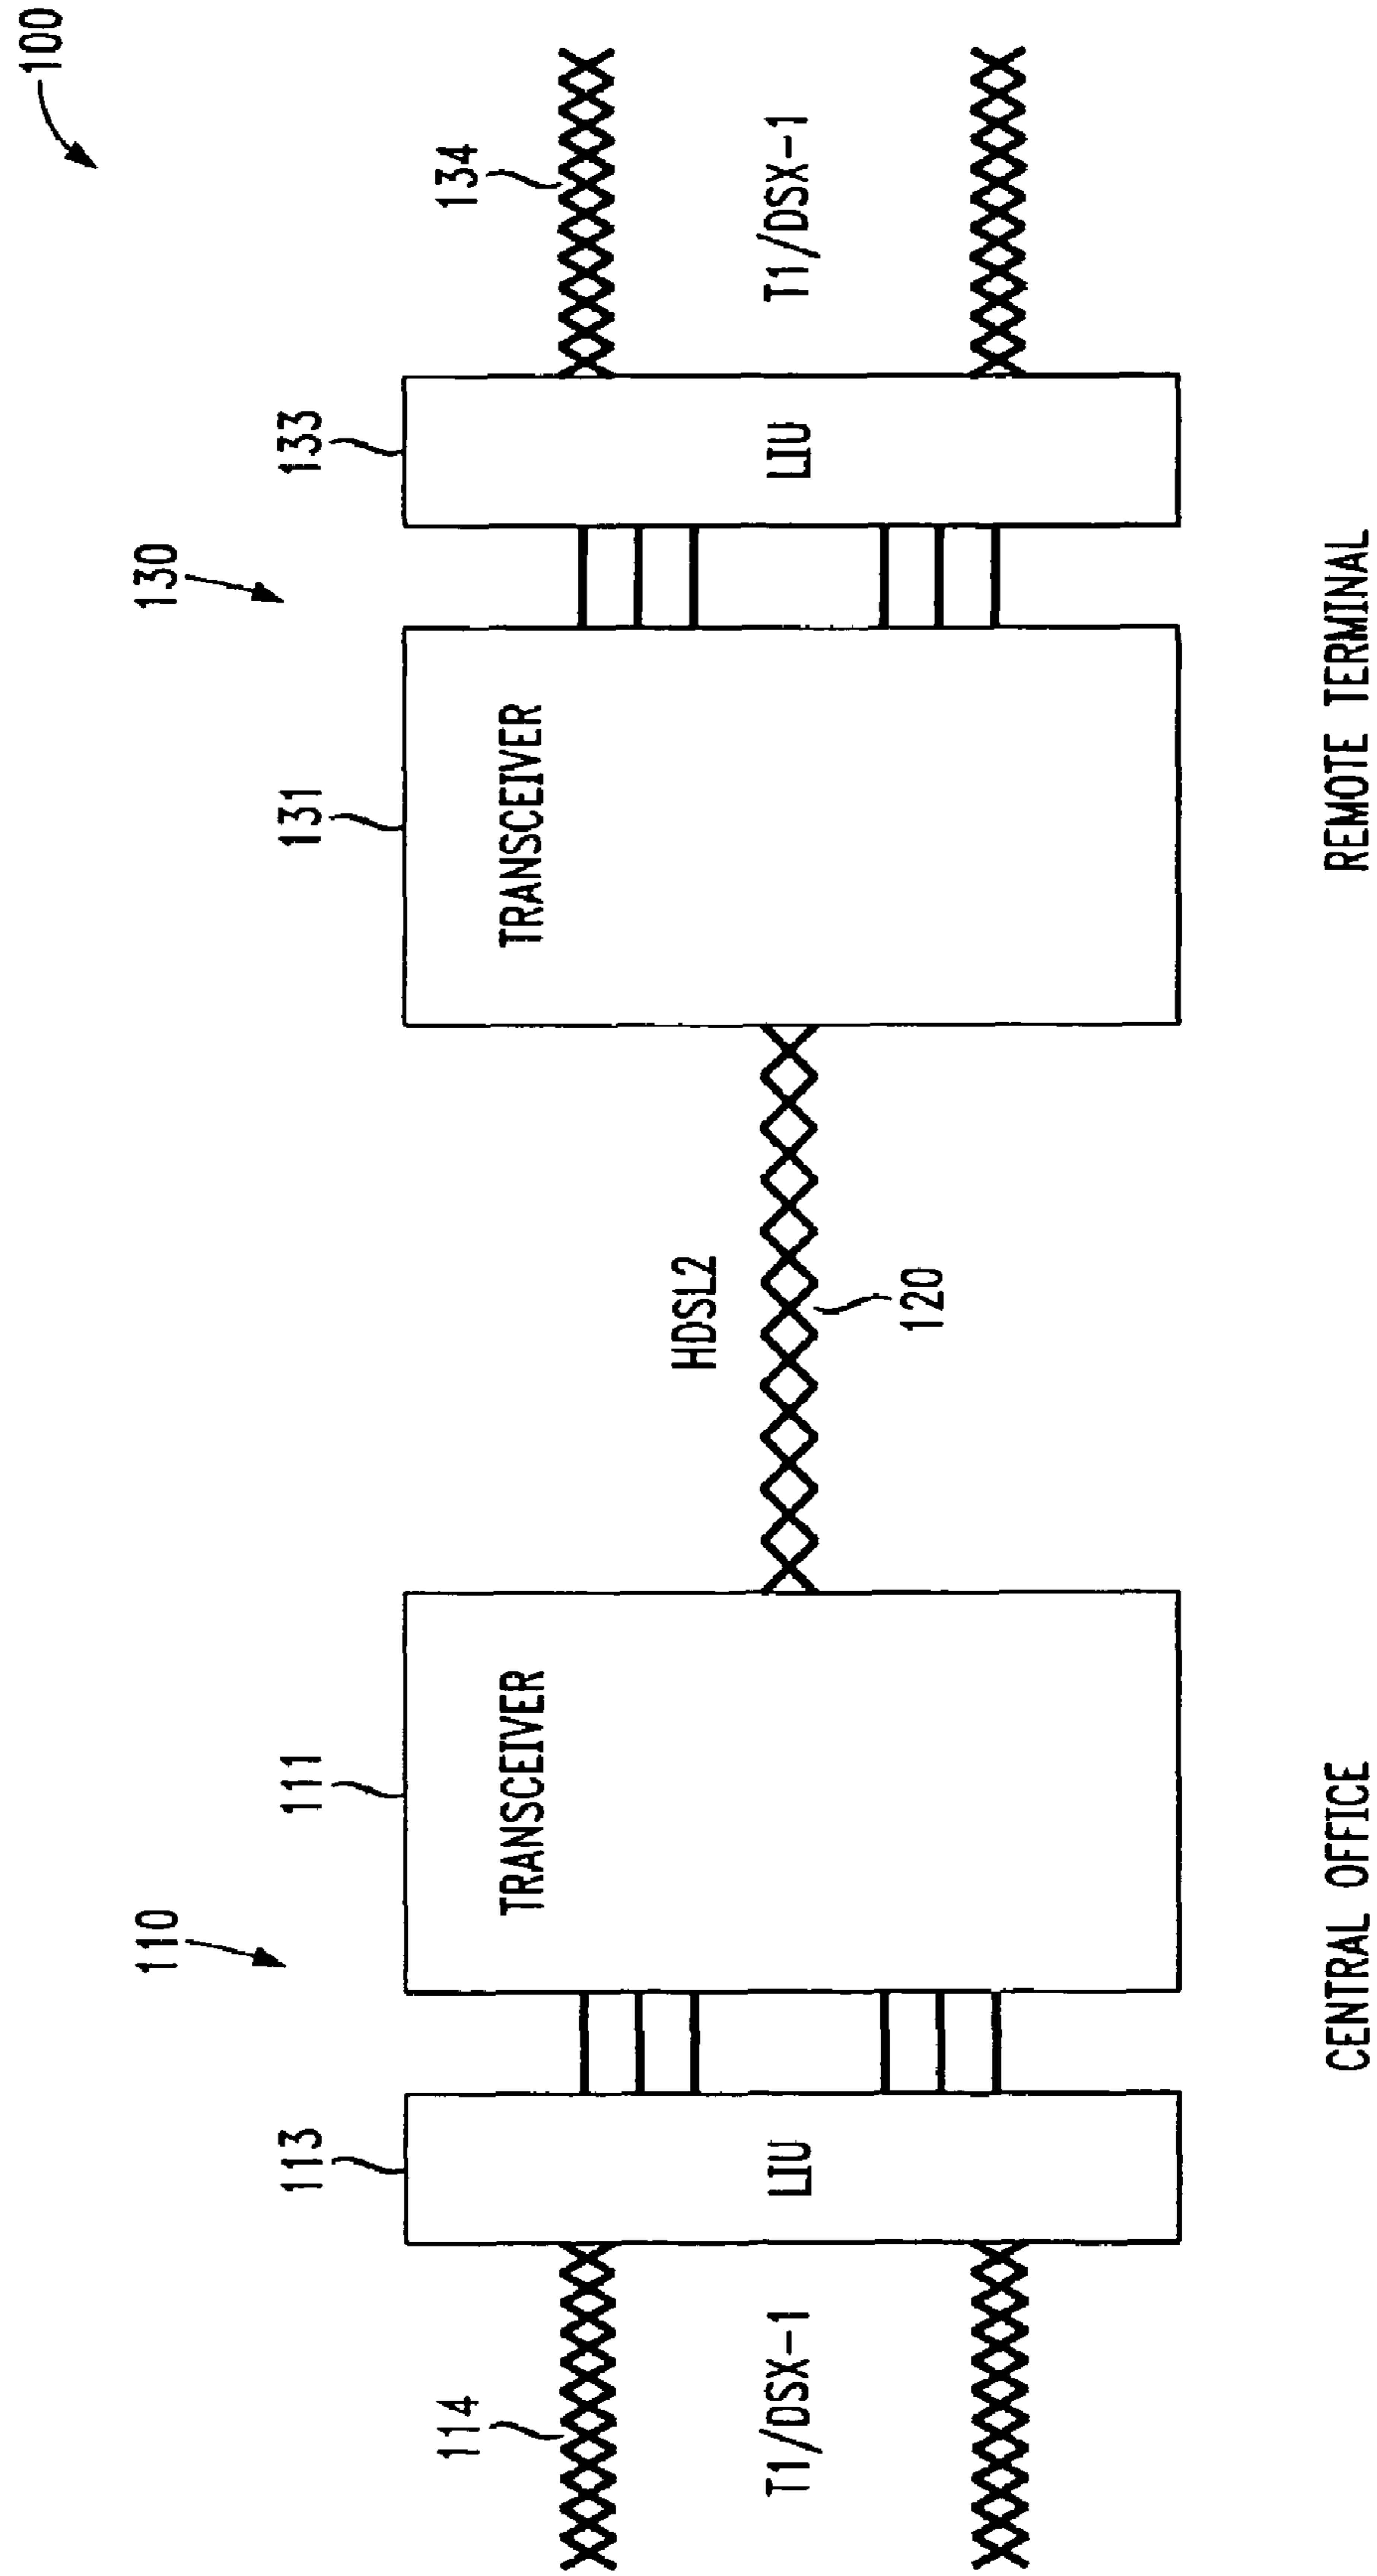 100
110
130
113
111
131
133
114
134
TRANSCEIVER
TRANSCEIVER
HDSL2
T1/DSX-1
LIU
LIU
T1/DSX-1
120
CENTRAL OFFICE
REMOTE TERMINAL